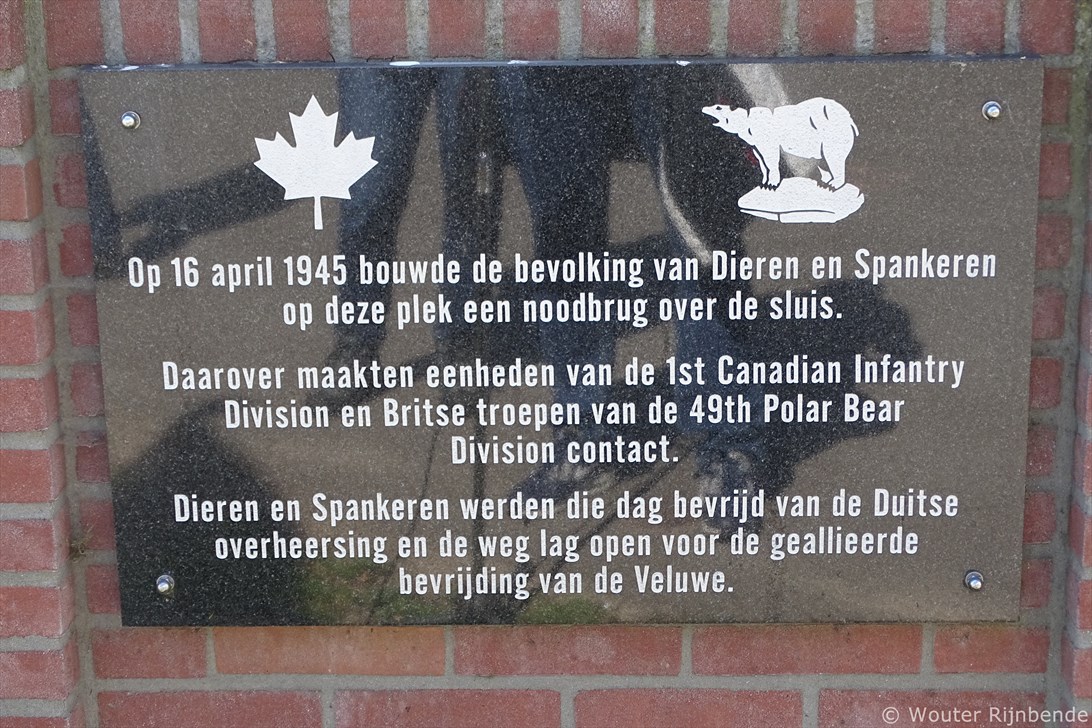 Op 16 april 1945 bouwde de bevolking van Dieren en Spankeren
op deze plek een noodbrug over de sluis.
Daarover maakten eenheden van de 1st Canadian Infantry
Division en Britse troepen van de 49th Polar Bear
Division contact.
Dieren en Spankeren werden die dag bevrijd van de Duitse
overheersing en de weg lag open voor de geallieerde
bevrijding van de Veluwe.
© Wouter Rijnbende